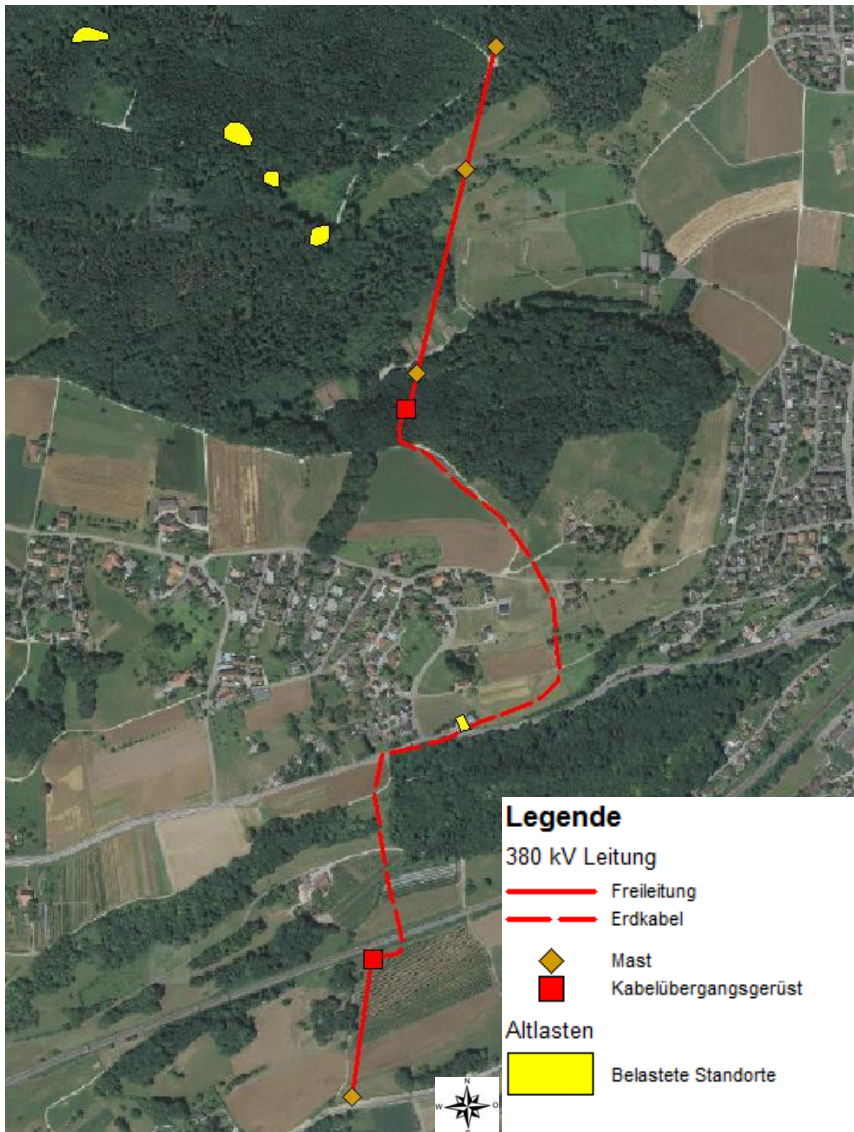 Legende
380 kV Leitung
Freileitung
Erdkabel
Mast
Kabelübergangsgerüst
Altlasten
Belastete Standorte
N
W O
S